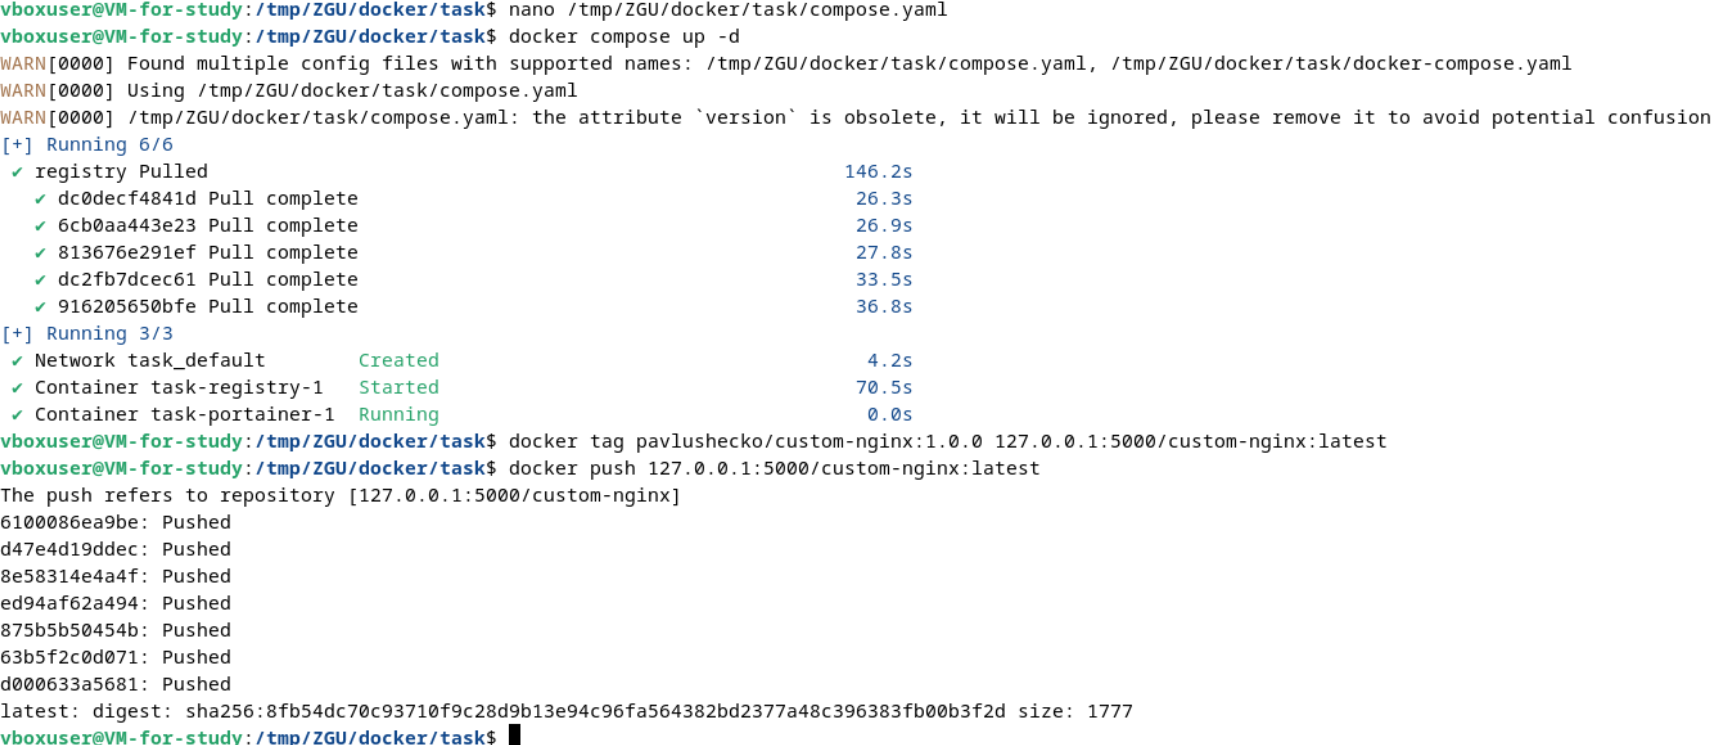 vboxuser@VM-for-study:/tmp/ZGU/docker/task$ nano /tmp/ZGU/docker/task/compose.yaml
vboxuser@VM-for-study:/tmp/ZGU/docker/task$ docker compose up -d
WARN[0000] Found multiple config files with supported names: /tmp/ZGU/docker/task/compose.yaml, /tmp/ZGU/docker/task/docker-compose.yaml
WARN[0000] Using /tmp/ZGU/docker/task/compose.yaml
WARN[0000] /tmp/ZGU/docker/task/compose.yaml: the attribute `version` is obsolete, it will be ignored, please remove it to avoid potential confusion
[+] Running 6/6
✔ registry Pulled 146.2s
✔ dc0decf4841d Pull complete 26.3s
✔ 6cb0aa443e23 Pull complete 26.9s
✔ 813676e291ef Pull complete 27.8s
✔ dc2fb7dcec61 Pull complete 33.5s
✔ 916205650bfe Pull complete 36.8s
[+] Running 3/3
✔ Network task_default Created 4.2s
✔ Container task-registry-1 Started 70.5s
✔ Container task-portainer-1 Running 0.0s
vboxuser@VM-for-study:/tmp/ZGU/docker/task$ docker tag pavlushecko/custom-nginx:1.0.0 127.0.0.1:5000/custom-nginx:latest
vboxuser@VM-for-study:/tmp/ZGU/docker/task$ docker push 127.0.0.1:5000/custom-nginx:latest
The push refers to repository [127.0.0.1:5000/custom-nginx]
6100086ea9be: Pushed
d47e4d19ddec: Pushed
8e58314e4a4f: Pushed
ed94af62a494: Pushed
875b5b50454b: Pushed
63b5f2c0d071: Pushed
d000633a5681: Pushed
latest: digest: sha256:8fb54dc70c93710f9c28d9b13e94c96fa564382bd2377a48c396383fb00b3f2d size: 1777
vboxuser@VM-for-study:/tmp/ZGU/docker/task$